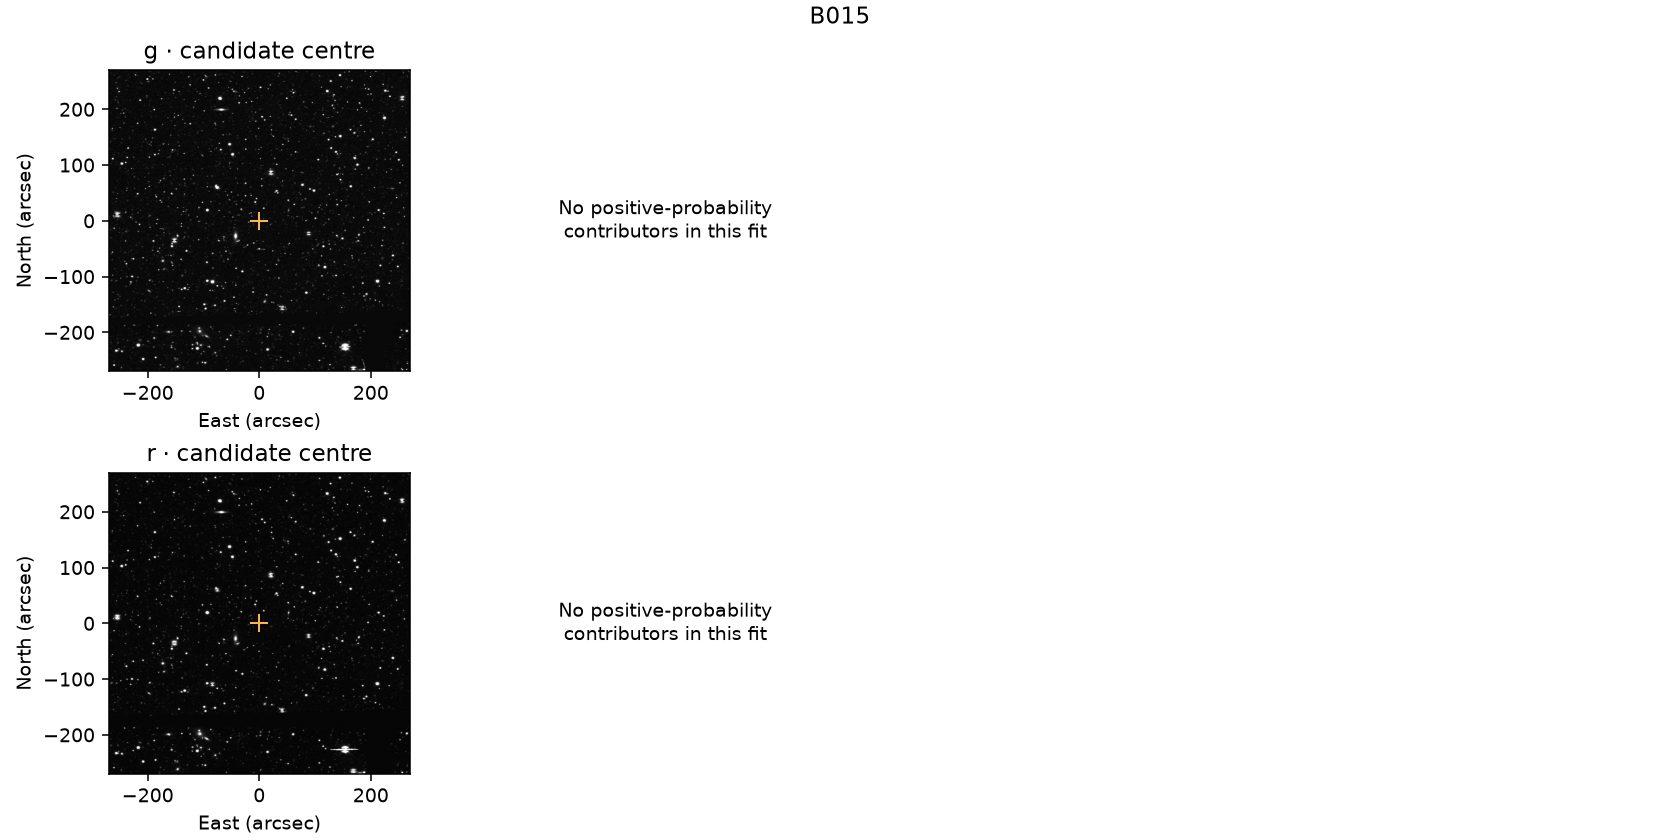 B015
g · candidate centre
North (arcsec)
200
100
0
−100
−200
−200
0
200
East (arcsec)
No positive-probability
contributors in this fit
r · candidate centre
North (arcsec)
200
100
0
−100
−200
−200
0
200
East (arcsec)
No positive-probability
contributors in this fit